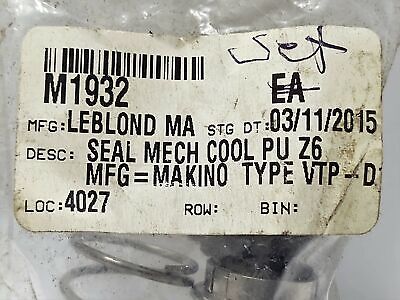 Set
M1932 EA
MFG: LEBLOND MA STG DT: 03/11/2015
DESC: SEAL MECH COOL PU Z6
MFG=MAKINO TYPE VTP-D
LOC: 4027 ROW: BIN: